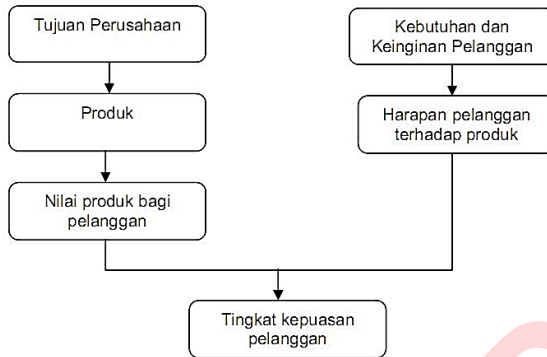 Tujuan Perusahaan
Kebutuhan dan
Keinginan Pelanggan
Produk
Harapan pelanggan
terhadap produk
Nilai produk bagi
pelanggan
Tingkat kepuasan
pelanggan